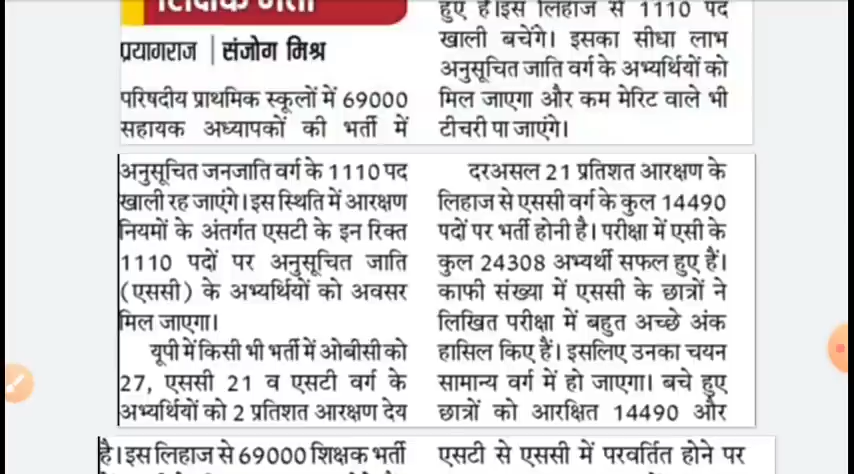 शिक्षक भर्ती
प्रयागराज | संजोग मिश्र
परिषदीय प्राथमिक स्कूलों में 69000
सहायक अध्यापकों की भर्ती में
अनुसूचित जनजाति वर्ग के 1110 पद
खाली रह जाएंगे। इस स्थिति में आरक्षण
नियमों के अंतर्गत एसटी के इन रिक्त
1110 पदों पर अनुसूचित जाति
(एससी) के अभ्यर्थियों को अवसर
मिल जाएगा।
यूपी में किसी भी भर्ती में ओबीसी को
27, एससी 21 व एसटी वर्ग के
अभ्यर्थियों को 2 प्रतिशत आरक्षण देय
है। इस लिहाज से 69000 शिक्षक भर्ती
हुए हैं। इस लिहाज से 1110 पद
खाली बचेंगे। इसका सीधा लाभ
अनुसूचित जाति वर्ग के अभ्यर्थियों को
मिल जाएगा और कम मेरिट वाले भी
टीचरी पा जाएंगे।
दरअसल 21 प्रतिशत आरक्षण के
लिहाज से एससी वर्ग के कुल 14490
पदों पर भर्ती होनी है। परीक्षा में एसी के
कुल 24308 अभ्यर्थी सफल हुए हैं।
काफी संख्या में एससी के छात्रों ने
लिखित परीक्षा में बहुत अच्छे अंक
हासिल किए हैं। इसलिए उनका चयन
सामान्य वर्ग में हो जाएगा। बचे हुए
छात्रों को आरक्षित 14490 और
एसटी से एससी में परवर्तित होने पर